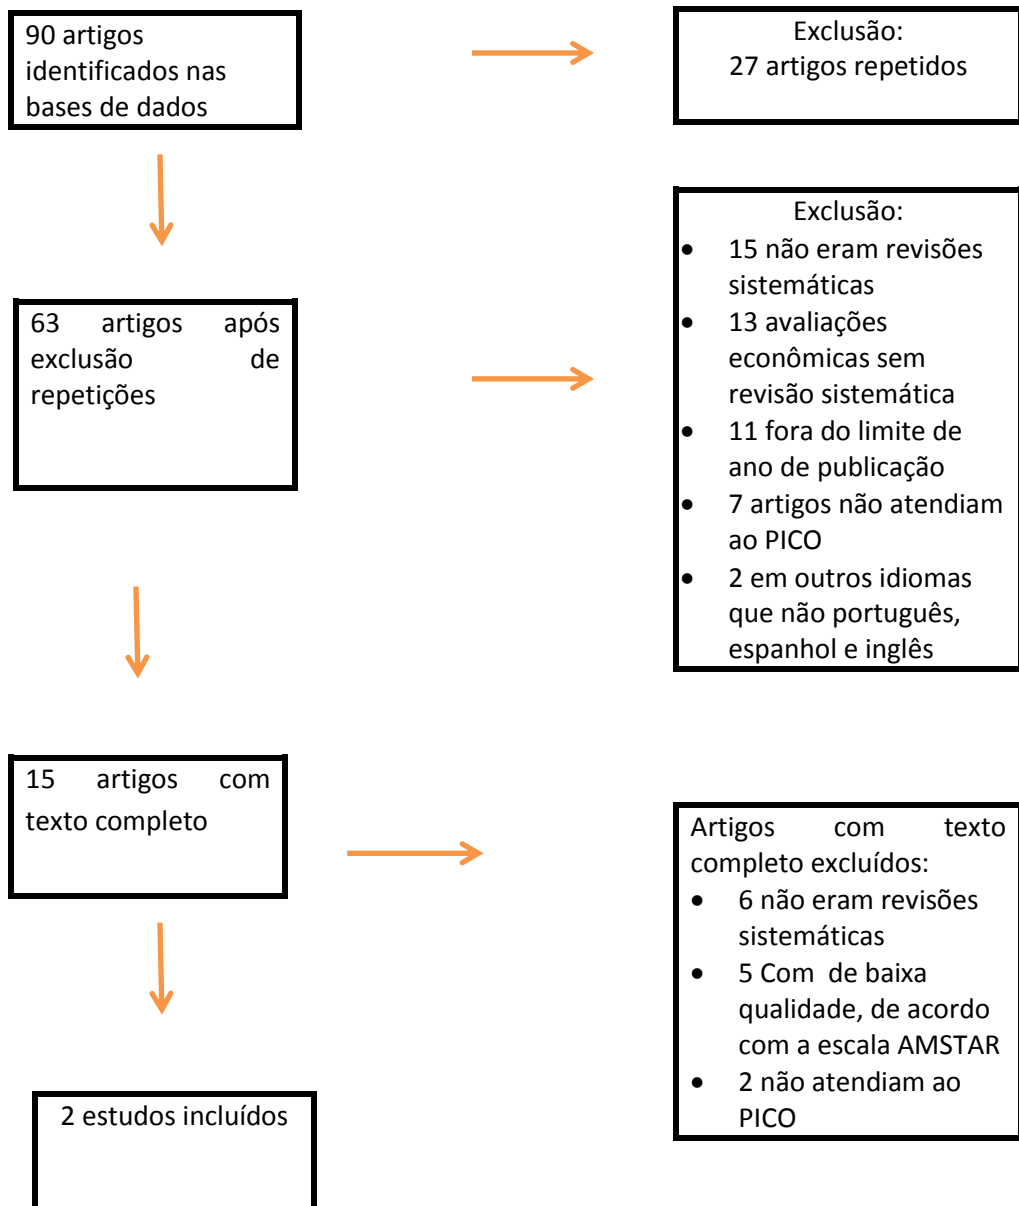 90 artigos
identificados nas
bases de dados
Exclusão:
27 artigos repetidos
63 artigos após
exclusão de
repetições
Exclusão:
• 15 não eram revisões
sistemáticas
• 13 avaliações
econômicas sem
revisão sistemática
• 11 fora do limite de
ano de publicação
• 7 artigos não atendiam
ao PICO
• 2 em outros idiomas
que não português,
espanhol e inglês
15 artigos com
texto completo
Artigos com texto
completo excluídos:
• 6 não eram revisões
sistemáticas
• 5 Com de baixa
qualidade, de acordo
com a escala AMSTAR
• 2 não atendiam ao
PICO
2 estudos incluídos